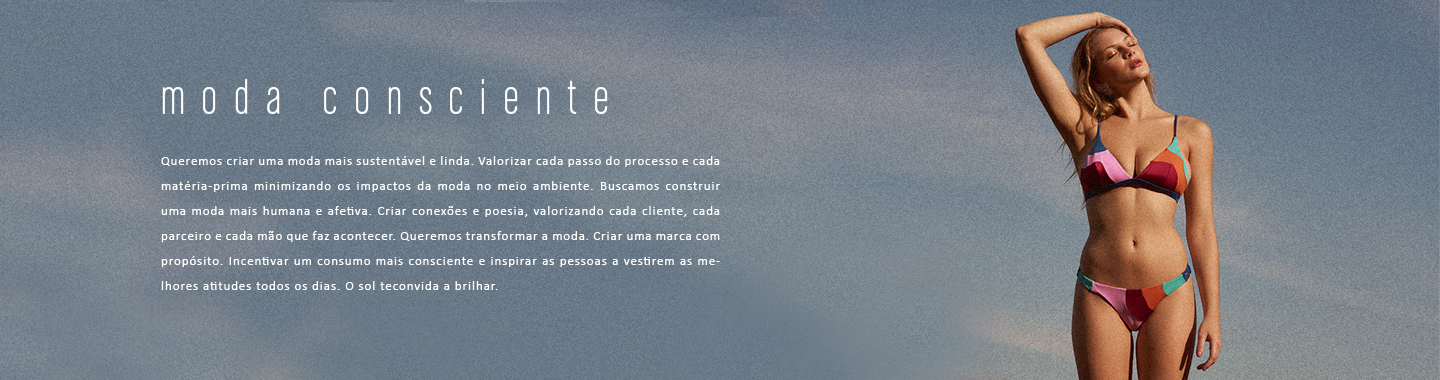 moda consciente
Queremos criar uma moda mais sustentável e linda. Valorizar cada passo do processo e cada
matéria-prima minimizando os impactos da moda no meio ambiente. Buscamos construir
uma moda mais humana e afetiva. Criar conexões e poesia, valorizando cada cliente, cada
parceiro e cada mão que faz acontecer. Queremos transformar a moda. Criar uma marca com
propósito. Incentivar um consumo mais consciente e inspirar as pessoas a vestirem as me-
lhores atitudes todos os dias. O sol teconvida a brilhar.